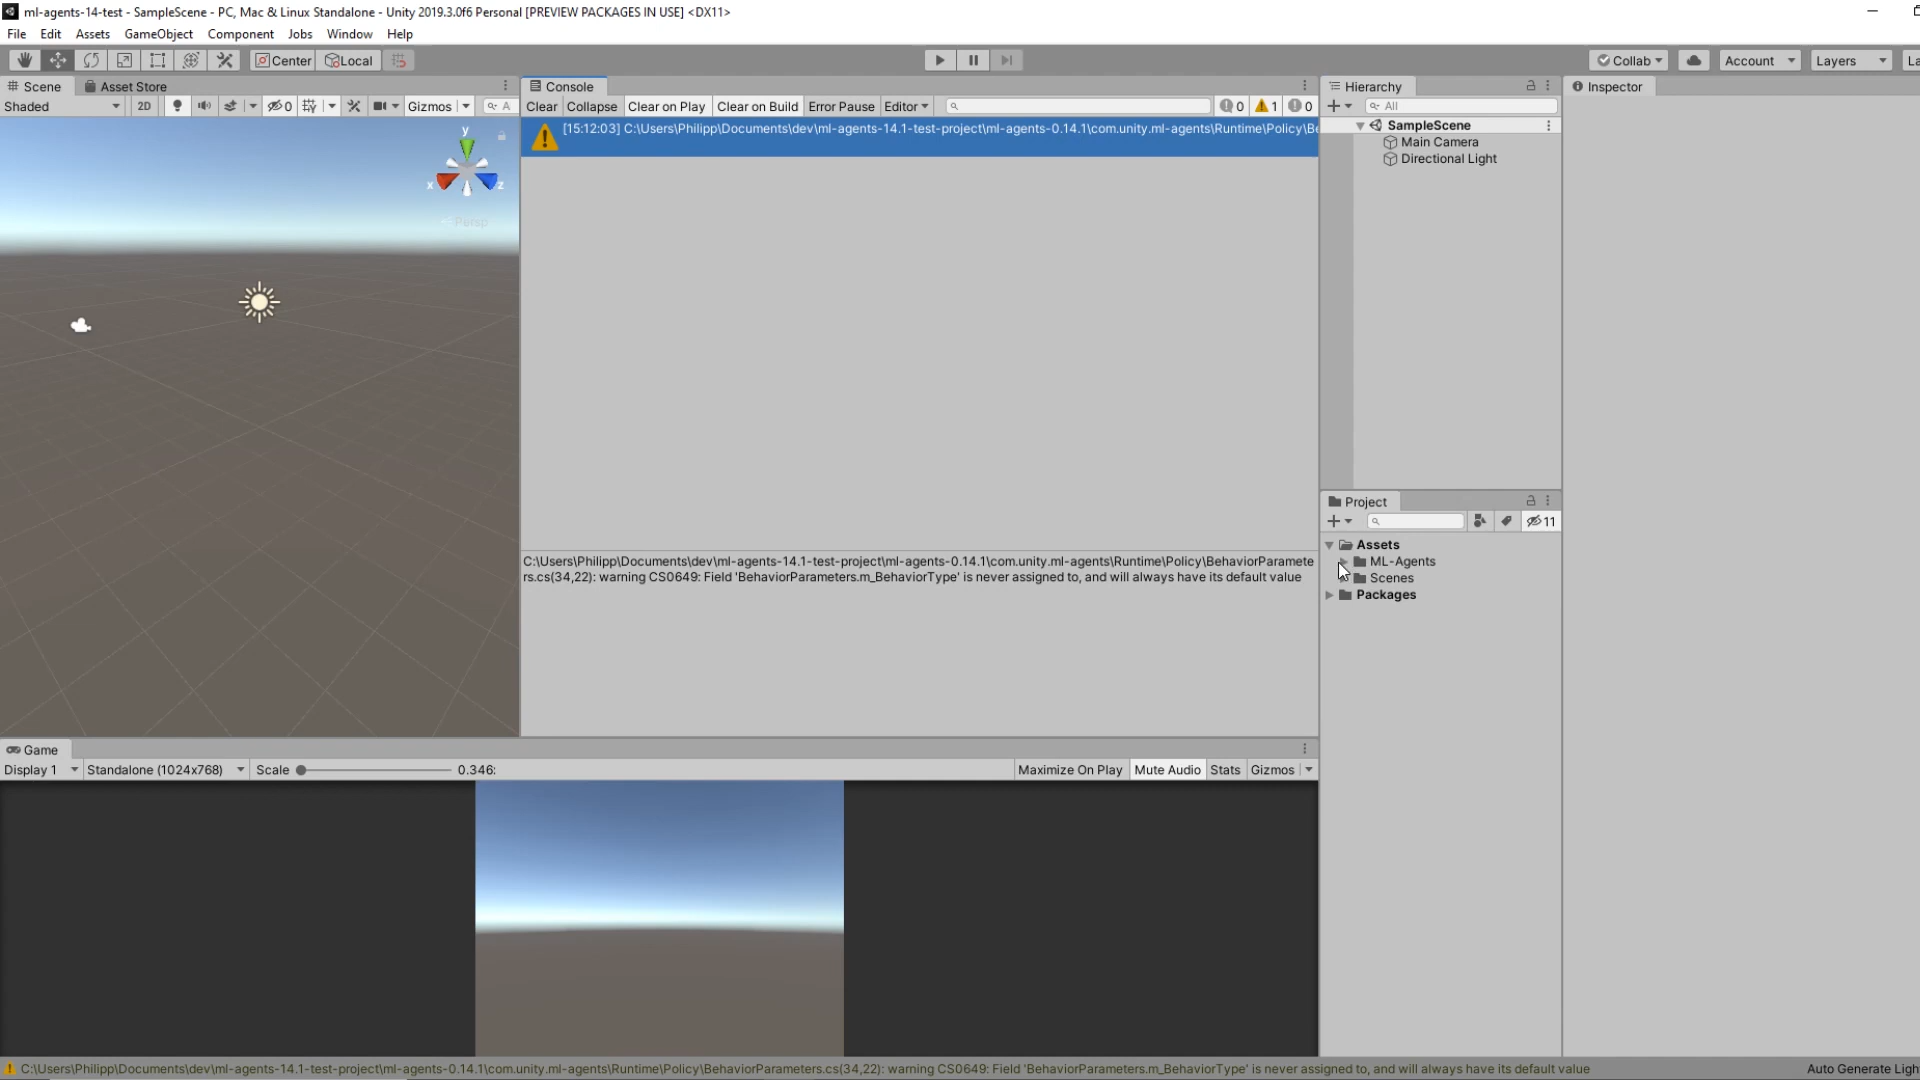 ml-agents-14-test - SampleScene - PC, Mac & Linux Standalone - Unity 2019.3.0f6 Personal [PREVIEW PACKAGES IN USE] <DX11>
File Edit Assets GameObject Component Jobs Window Help
Center Local Collab Account Layers La
Scene Asset Store
Shaded 2D 0 Gizmos A
y
x z
Persp
Console
Clear Collapse Clear on Play Clear on Build Error Pause Editor 0 1 0
[15:12:03] C:\Users\Philipp\Documents\dev\ml-agents-14.1-test-project\ml-agents-0.14.1\com.unity.ml-agents\Runtime\Policy\Be
C:\Users\Philipp\Documents\dev\ml-agents-14.1-test-project\ml-agents-0.14.1\com.unity.ml-agents\Runtime\Policy\BehaviorParamete
rs.cs(34,22): warning CS0649: Field 'BehaviorParameters.m_BehaviorType' is never assigned to, and will always have its default value
Hierarchy
All
SampleScene
Main Camera
Directional Light
Project
11
Assets
ML-Agents
Scenes
Packages
Inspector
Game
Display 1 Standalone (1024x768) Scale 0.346: Maximize On Play Mute Audio Stats Gizmos
C:\Users\Philipp\Documents\dev\ml-agents-14.1-test-project\ml-agents-0.14.1\com.unity.ml-agents\Runtime\Policy\BehaviorParameters.cs(34,22): warning CS0649: Field 'BehaviorParameters.m_BehaviorType' is never assigned to, and will always have its default value
Auto Generate Ligh